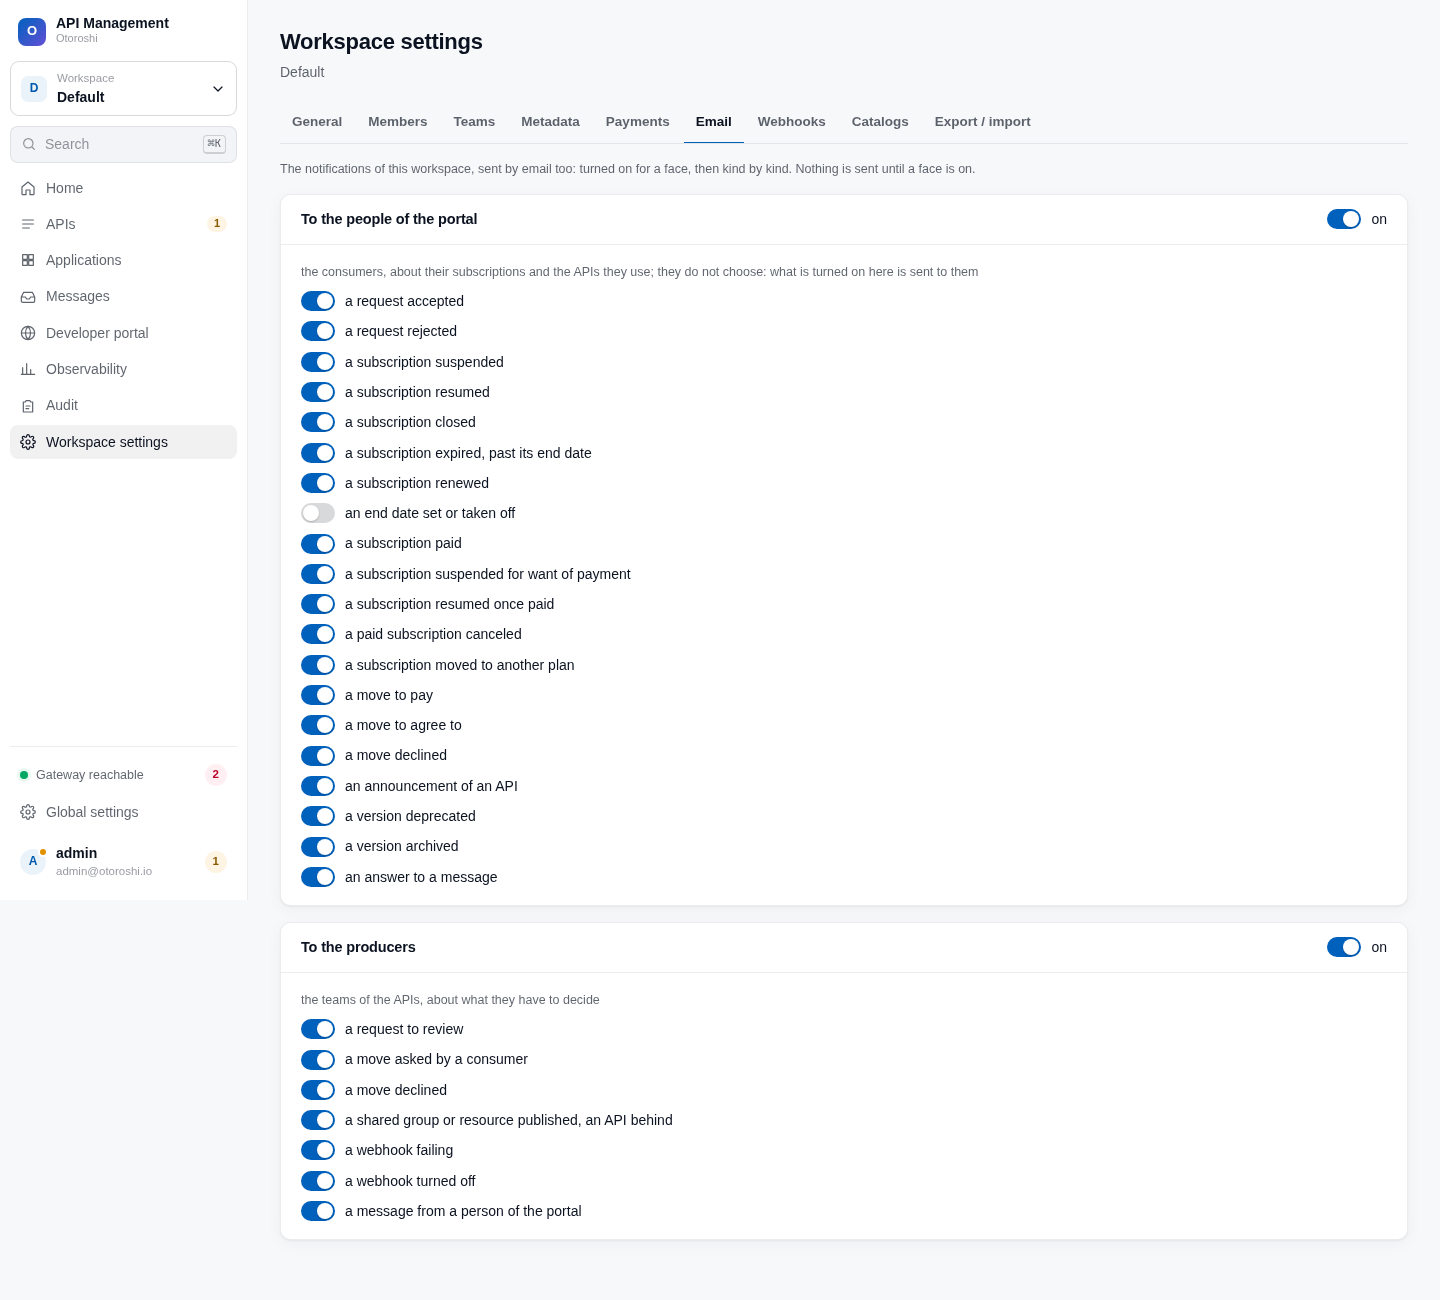 O
API Management
Otoroshi
D
Workspace
Default
Search
⌘K
Home
APIs
1
Applications
Messages
Developer portal
Observability
Audit
Workspace settings
Gateway reachable
2
Global settings
A
admin
admin@otoroshi.io
1
Workspace settings
Default
General
Members
Teams
Metadata
Payments
Email
Webhooks
Catalogs
Export / import
The notifications of this workspace, sent by email too: turned on for a face, then kind by kind. Nothing is sent until a face is on.
To the people of the portal
on
the consumers, about their subscriptions and the APIs they use; they do not choose: what is turned on here is sent to them
a request accepted
a request rejected
a subscription suspended
a subscription resumed
a subscription closed
a subscription expired, past its end date
a subscription renewed
an end date set or taken off
a subscription paid
a subscription suspended for want of payment
a subscription resumed once paid
a paid subscription canceled
a subscription moved to another plan
a move to pay
a move to agree to
a move declined
an announcement of an API
a version deprecated
a version archived
an answer to a message
To the producers
on
the teams of the APIs, about what they have to decide
a request to review
a move asked by a consumer
a move declined
a shared group or resource published, an API behind
a webhook failing
a webhook turned off
a message from a person of the portal